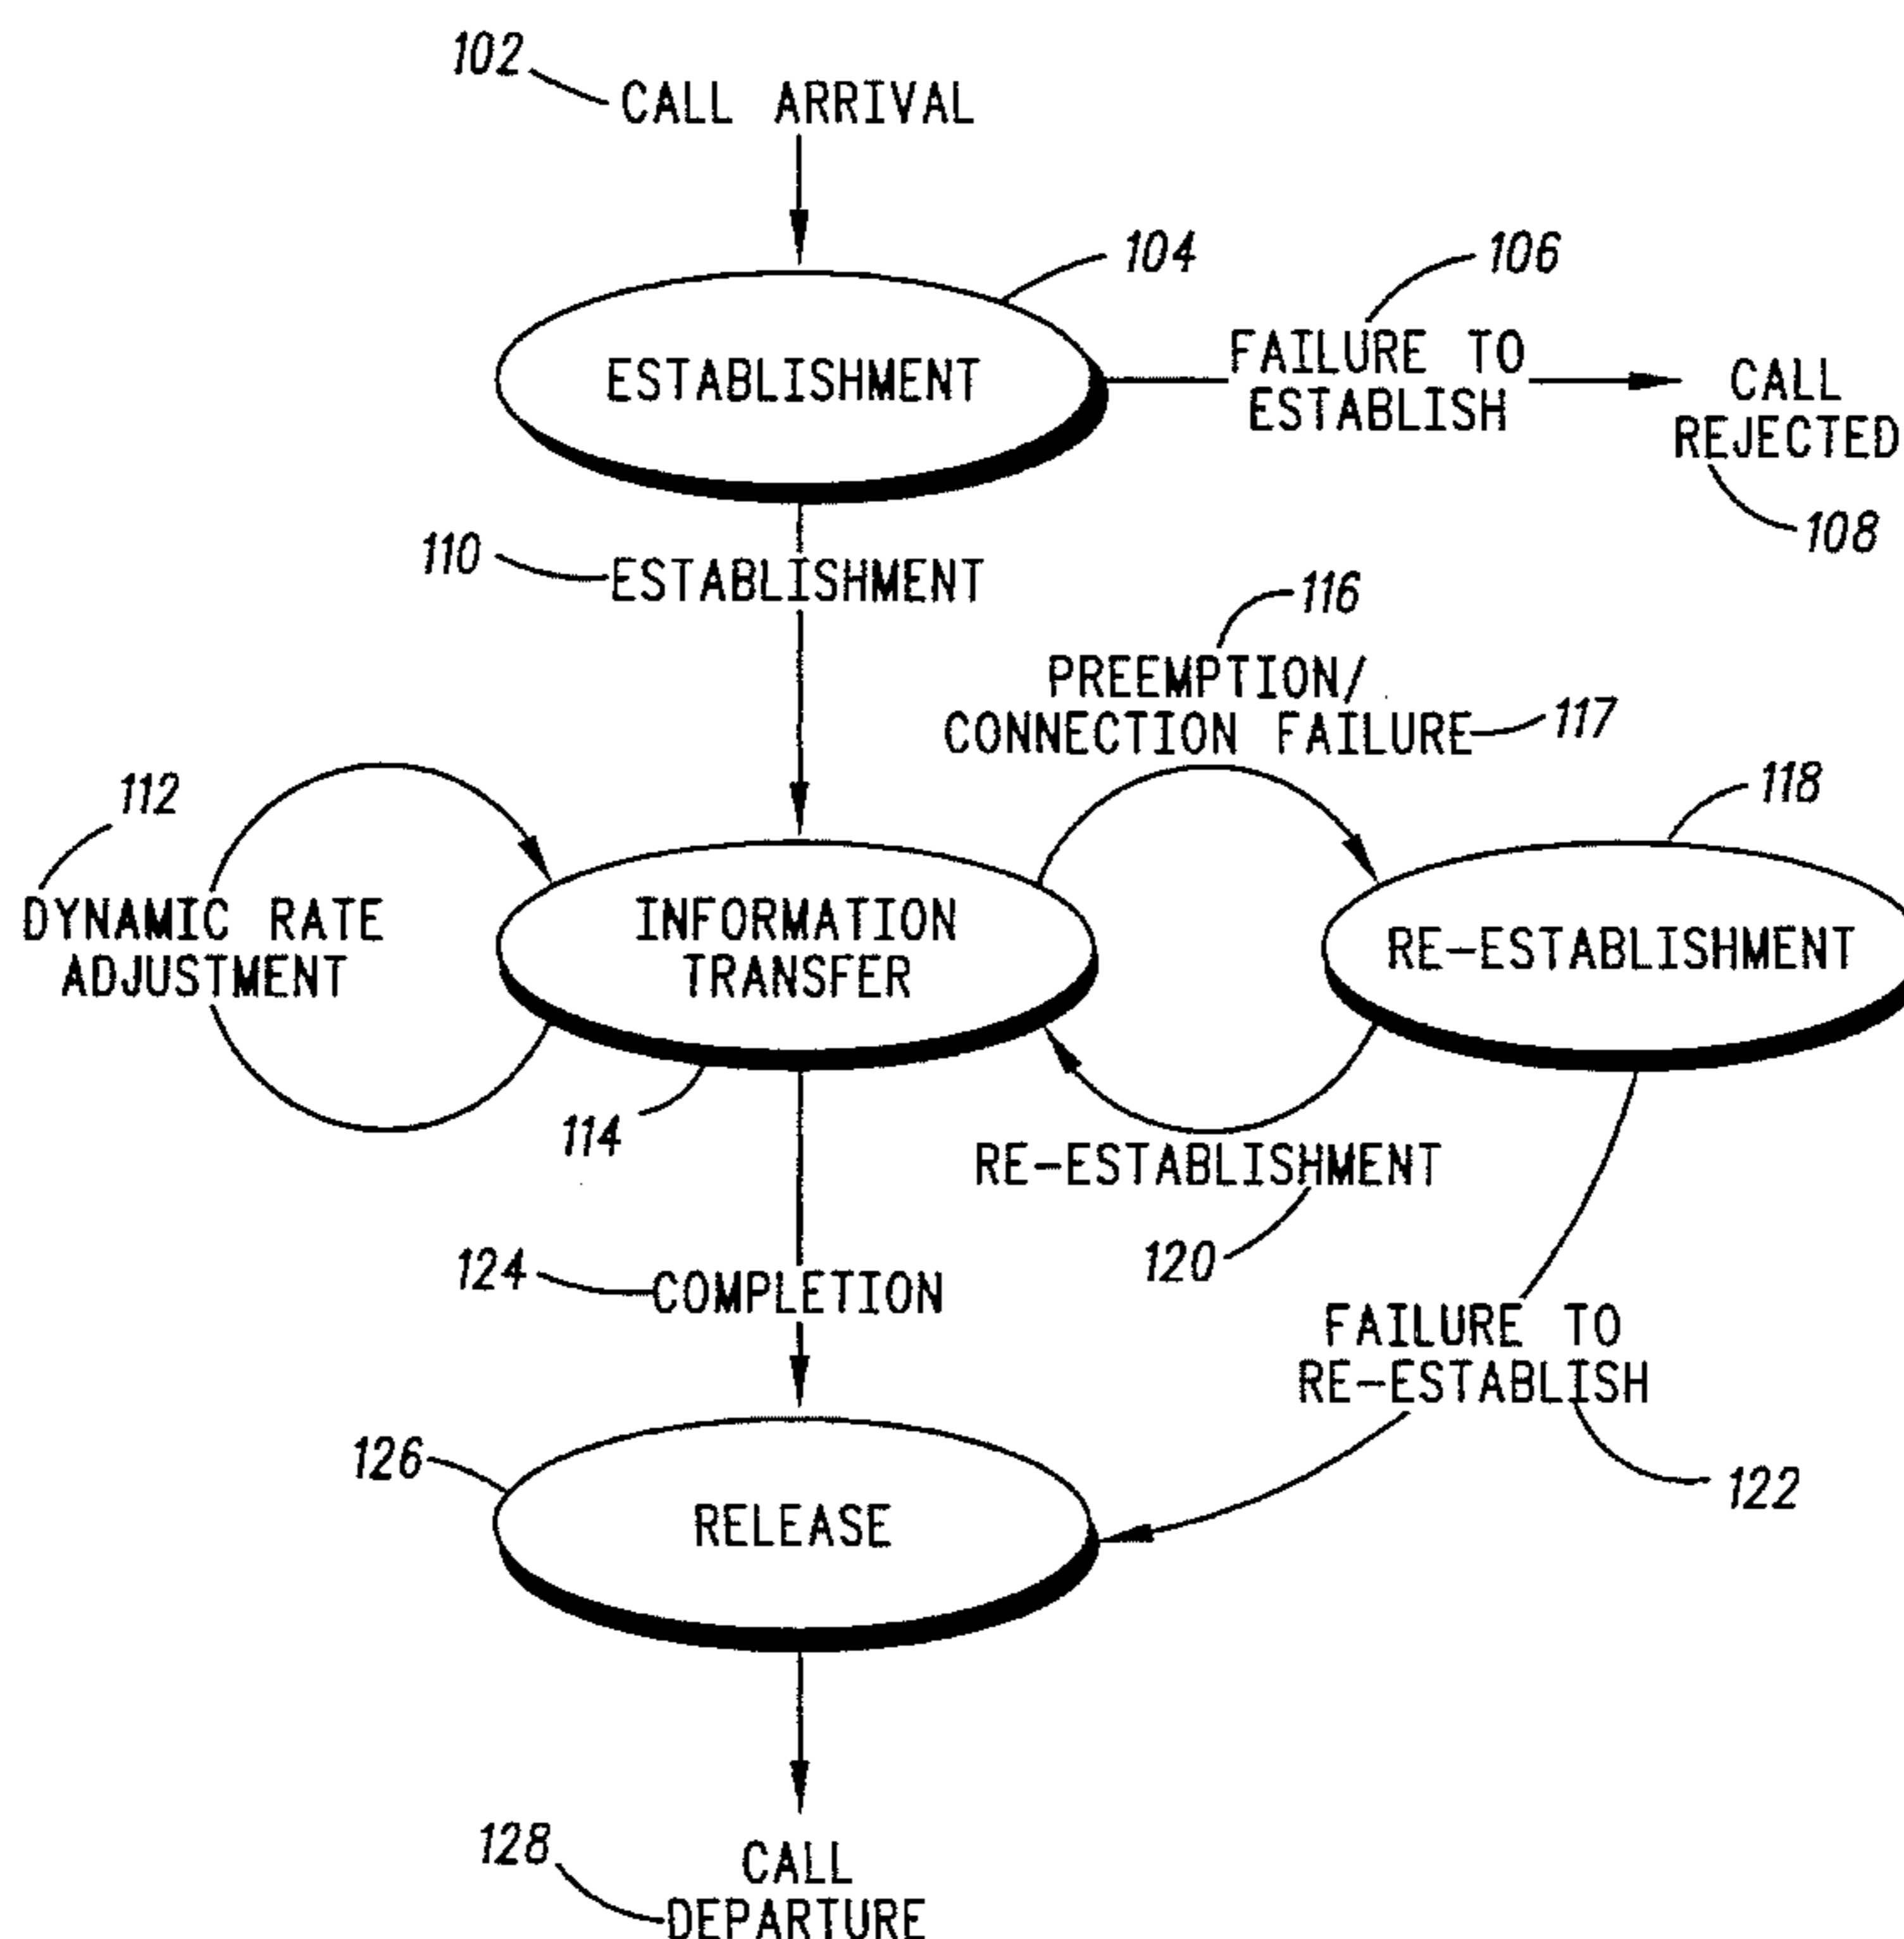 102
CALL ARRIVAL
104
106
ESTABLISHMENT
FAILURE TO
ESTABLISH
CALL
REJECTED
108
110
ESTABLISHMENT
116
PREEMPTION/
CONNECTION FAILURE
117
112
118
DYNAMIC RATE
ADJUSTMENT
INFORMATION
TRANSFER
RE-ESTABLISHMENT
114
RE-ESTABLISHMENT
120
124
COMPLETION
FAILURE TO
RE-ESTABLISH
122
126
RELEASE
128
CALL
DEPARTURE